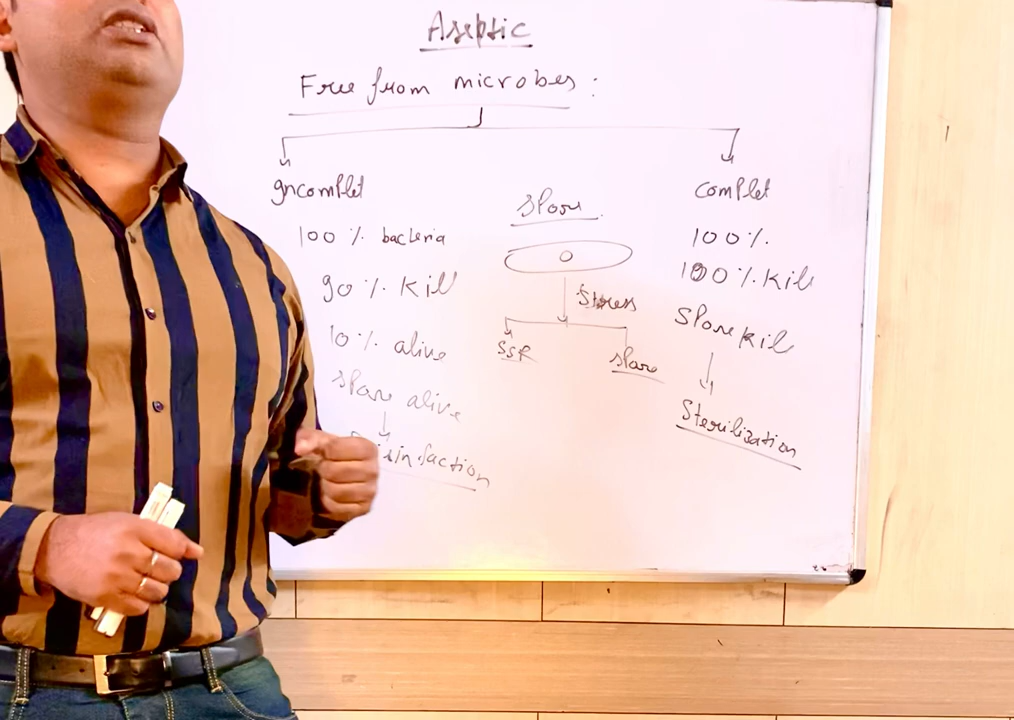 Aseptic
Free from microbes :
Incomplet
100 % bacteria
90 % kill
10 % alive
spore alive
spore
Stress
SSR
spore
complet
100 %
100 % kill
Spore kill
Sterilization